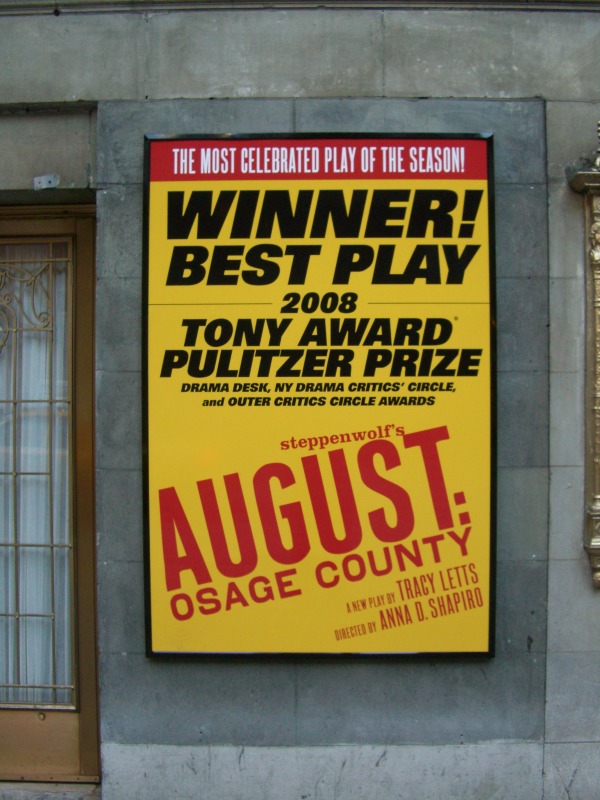 THE MOST CELEBRATED PLAY OF THE SEASON!
WINNER!
BEST PLAY
2008
TONY AWARD®
PULITZER PRIZE
DRAMA DESK, NY DRAMA CRITICS' CIRCLE,
and OUTER CRITICS CIRCLE AWARDS
steppenwolf's
AUGUST:
OSAGE COUNTY
A NEW PLAY BY TRACY LETTS
DIRECTED BY ANNA D. SHAPIRO